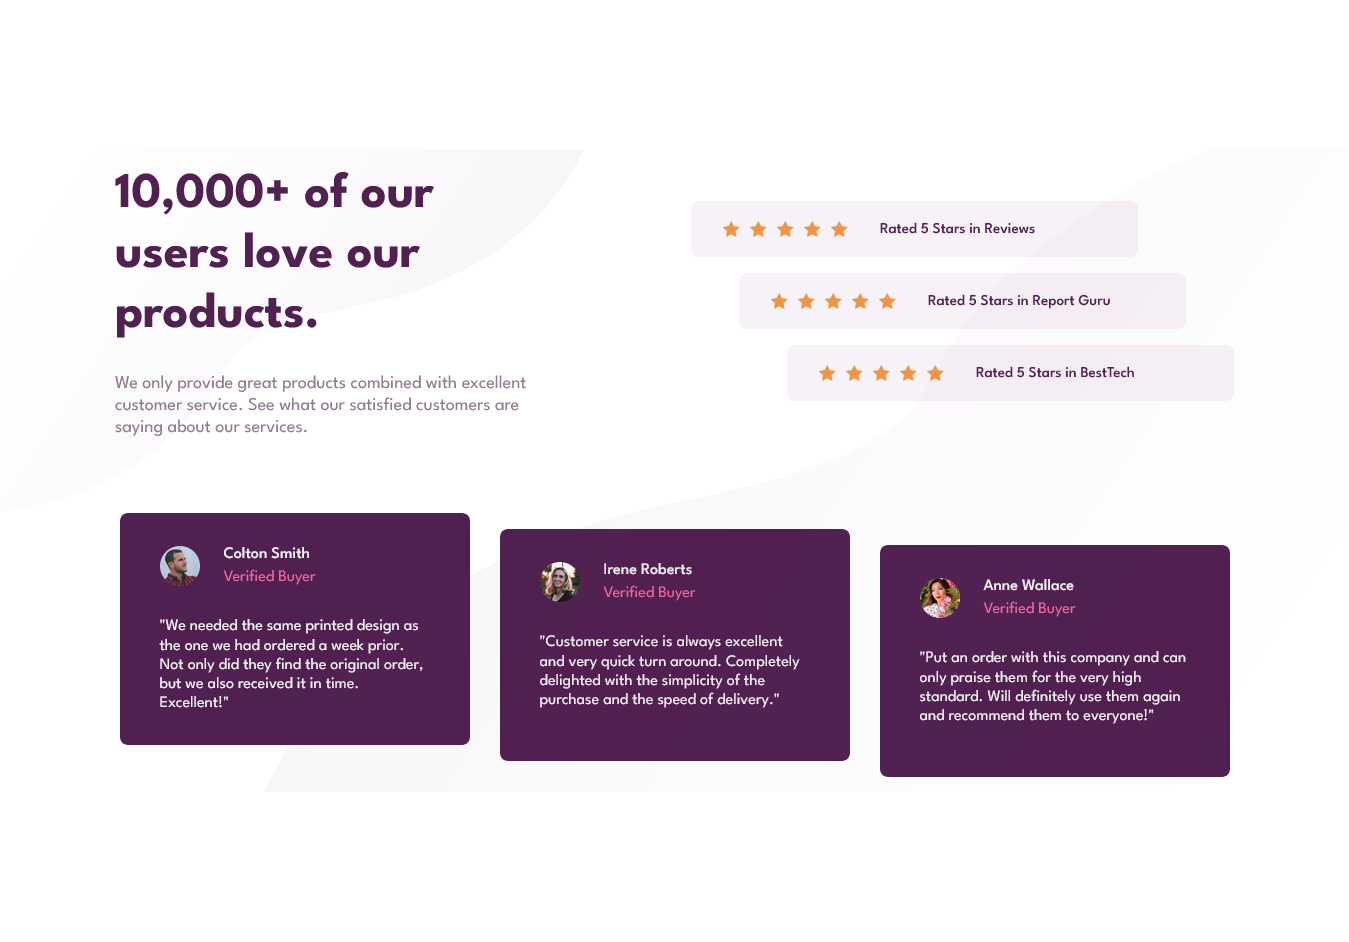 10,000+ of our
users love our
products.
We only provide great products combined with excellent
customer service. See what our satisfied customers are
saying about our services.
Rated 5 Stars in Reviews
Rated 5 Stars in Report Guru
Rated 5 Stars in BestTech
Colton Smith
Verified Buyer
"We needed the same printed design as
the one we had ordered a week prior.
Not only did they find the original order,
but we also received it in time.
Excellent!"
Irene Roberts
Verified Buyer
"Customer service is always excellent
and very quick turn around. Completely
delighted with the simplicity of the
purchase and the speed of delivery."
Anne Wallace
Verified Buyer
"Put an order with this company and can
only praise them for the very high
standard. Will definitely use them again
and recommend them to everyone!"